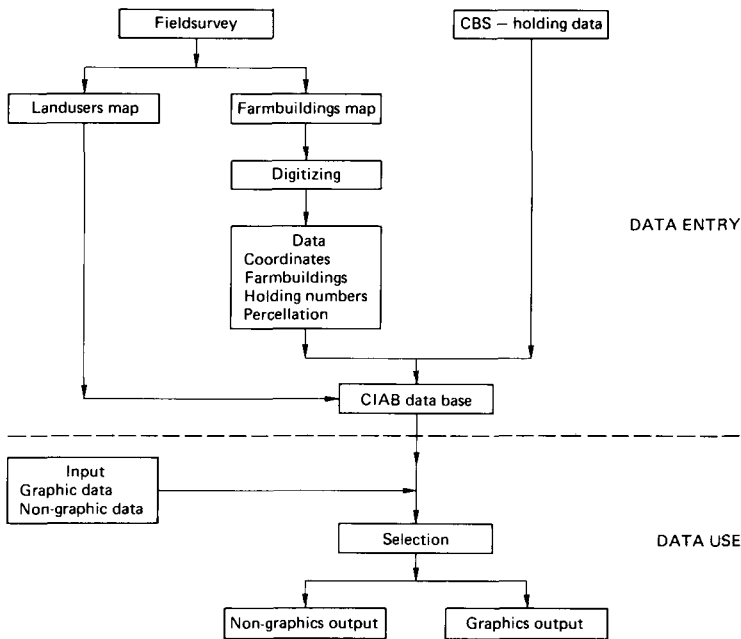 Fieldsurvey
CBS – holding data
Landusers map
Farmbuildings map
Digitizing
DATA ENTRY
Data
Coordinates
Farmbuildings
Holding numbers
Percellation
CIAB data base
Input
Graphic data
Non-graphic data
Selection
DATA USE
Non-graphics output
Graphics output